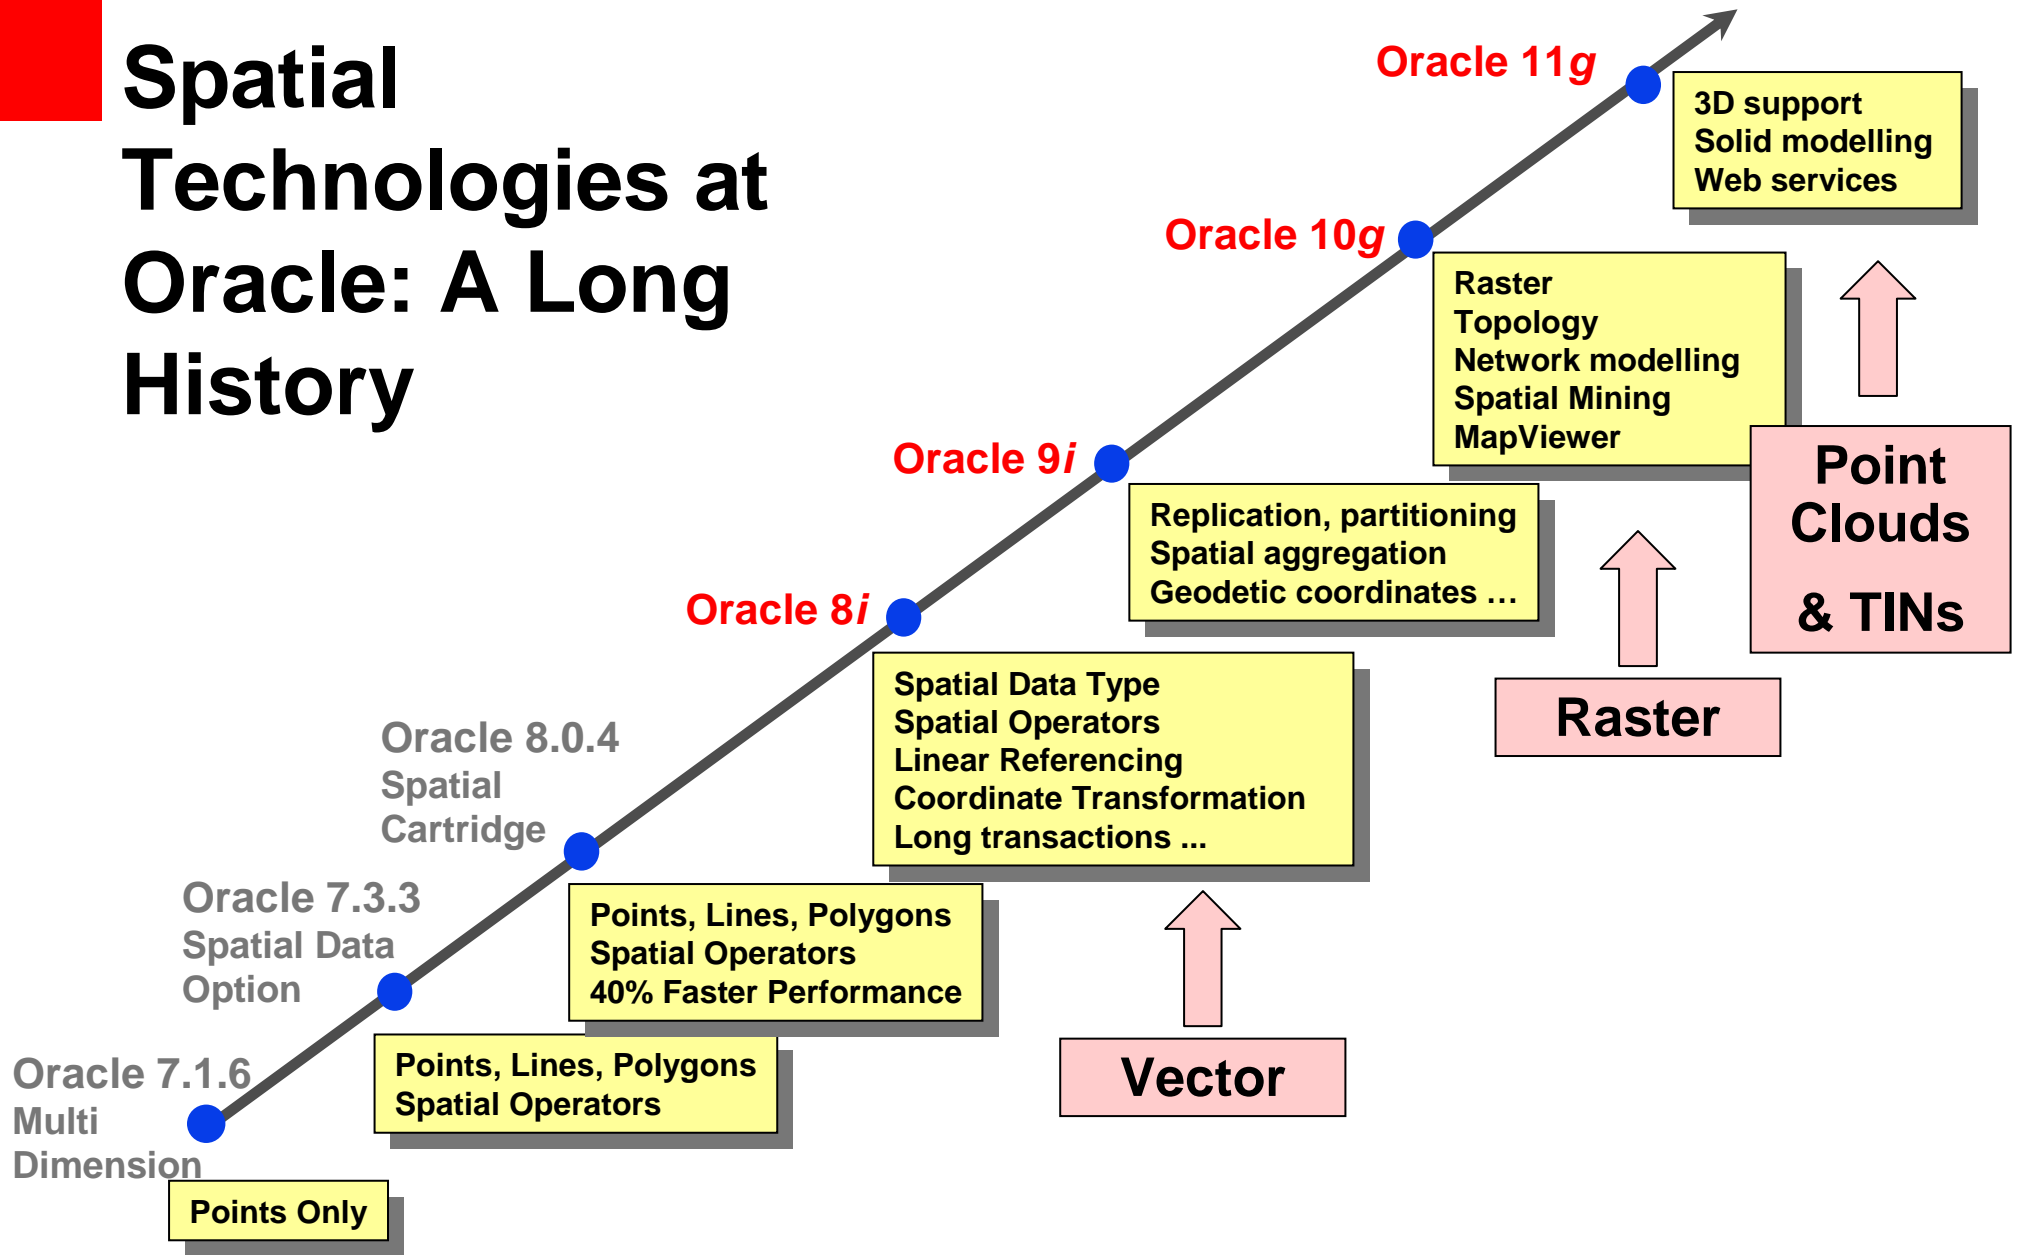 Spatial
Technologies at
Oracle: A Long
History
Oracle 11g
3D support
Solid modelling
Web services
Oracle 10g
Raster
Topology
Network modelling
Spatial Mining
MapViewer
Point
Clouds
& TINs
Oracle 9i
Replication, partitioning
Spatial aggregation
Geodetic coordinates …
Raster
Oracle 8i
Spatial Data Type
Spatial Operators
Linear Referencing
Coordinate Transformation
Long transactions ...
Vector
Oracle 8.0.4
Spatial
Cartridge
Points, Lines, Polygons
Spatial Operators
40% Faster Performance
Oracle 7.3.3
Spatial Data
Option
Points, Lines, Polygons
Spatial Operators
Oracle 7.1.6
Multi
Dimension
Points Only